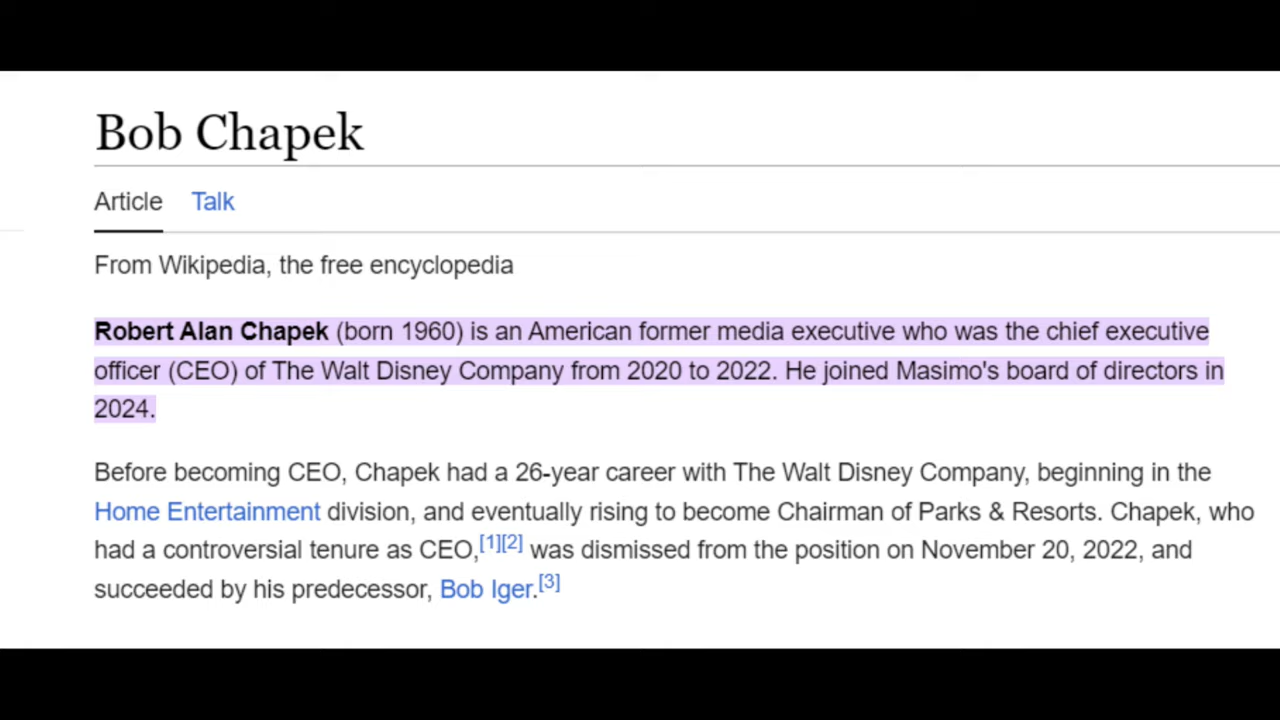 Bob Chapek
Article Talk
From Wikipedia, the free encyclopedia
Robert Alan Chapek (born 1960) is an American former media executive who was the chief executive
officer (CEO) of The Walt Disney Company from 2020 to 2022. He joined Masimo's board of directors in
2024.
Before becoming CEO, Chapek had a 26-year career with The Walt Disney Company, beginning in the
Home Entertainment division, and eventually rising to become Chairman of Parks & Resorts. Chapek, who
had a controversial tenure as CEO,[1][2] was dismissed from the position on November 20, 2022, and
succeeded by his predecessor, Bob Iger.[3]